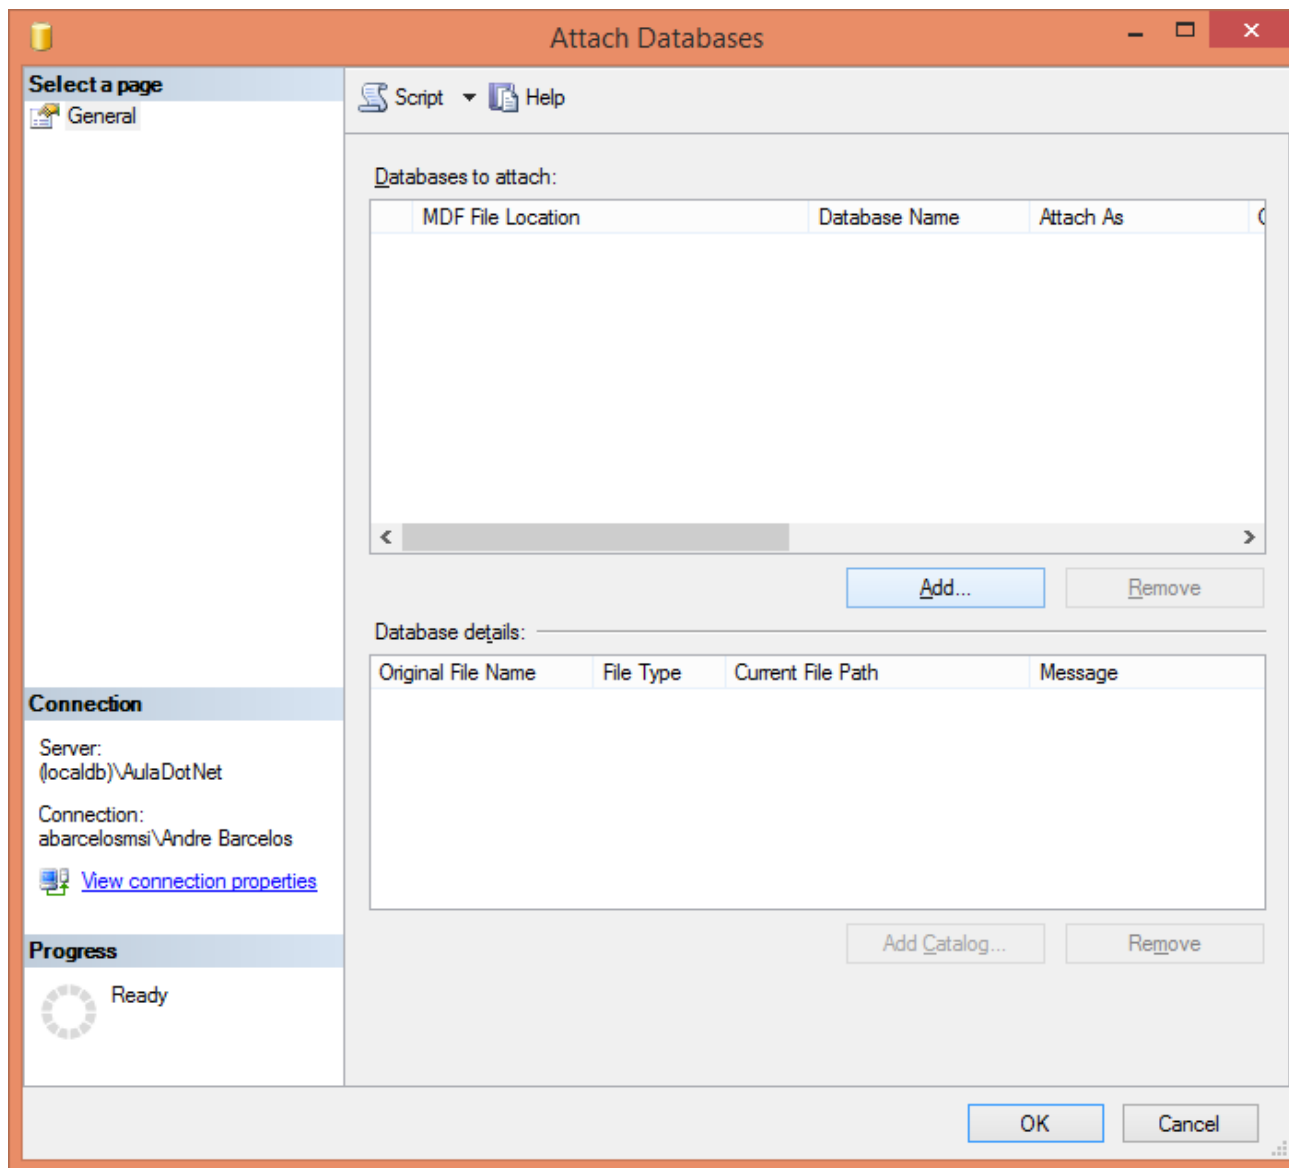 Attach Databases
Select a page
General
Script
Help
Databases to attach:
MDF File Location Database Name Attach As
Add... Remove
Database details:
Original File Name File Type Current File Path Message
Connection
Server:
(localdb)\AulaDotNet
Connection:
abarcelosmsi\Andre Barcelos
View connection properties
Add Catalog... Remove
Progress
Ready
OK Cancel